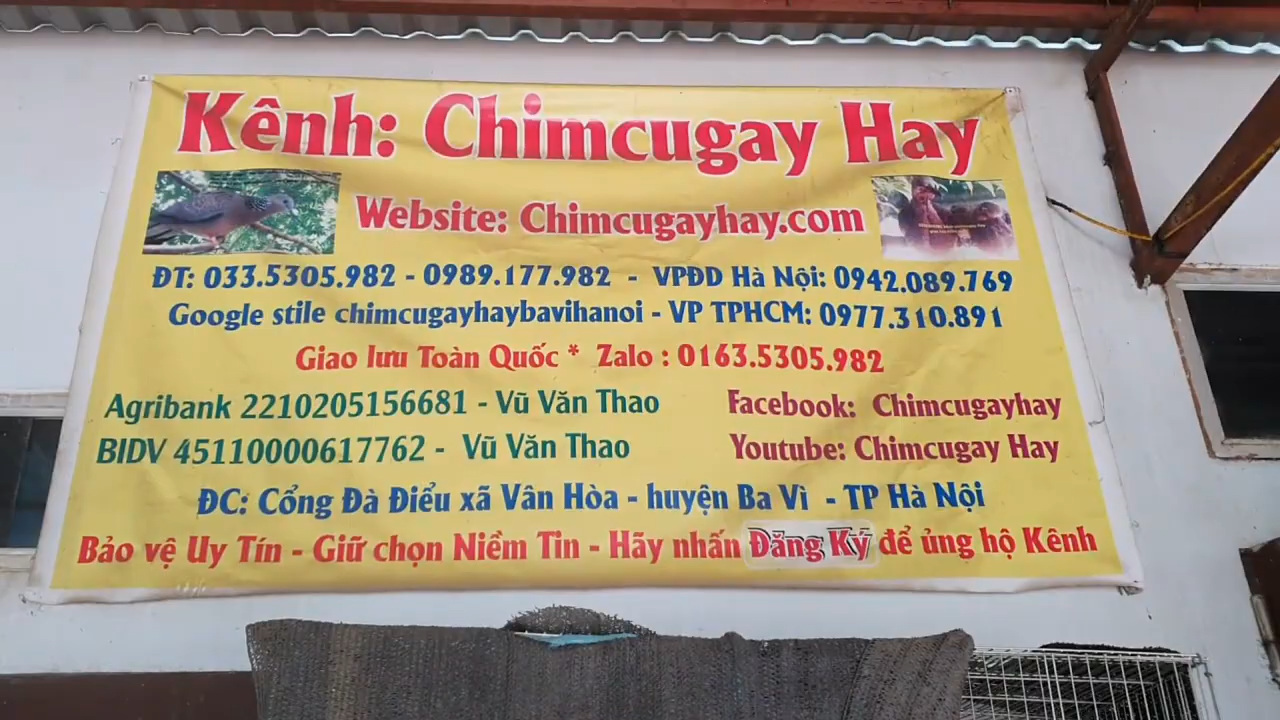 Kênh: Chimcugay Hay
Website: Chimcugayhay.com
ĐT: 033.5305.982 - 0989.177.982 - VPĐD Hà Nội: 0942.089.769
Google stile chimcugayhaybavihanoi - VP TPHCM: 0977.310.891
Giao lưu Toàn Quốc * Zalo : 0163.5305.982
Agribank 2210205156681 - Vũ Văn Thao
Facebook: Chimcugayhay
BIDV 45110000617762 - Vũ Văn Thao
Youtube: Chimcugay Hay
ĐC: Cổng Đà Điểu xã Vân Hòa - huyện Ba Vì - TP Hà Nội
Bảo vệ Uy Tín - Giữ chọn Niềm Tin - Hãy nhấn Đăng Ký để ủng hộ Kênh